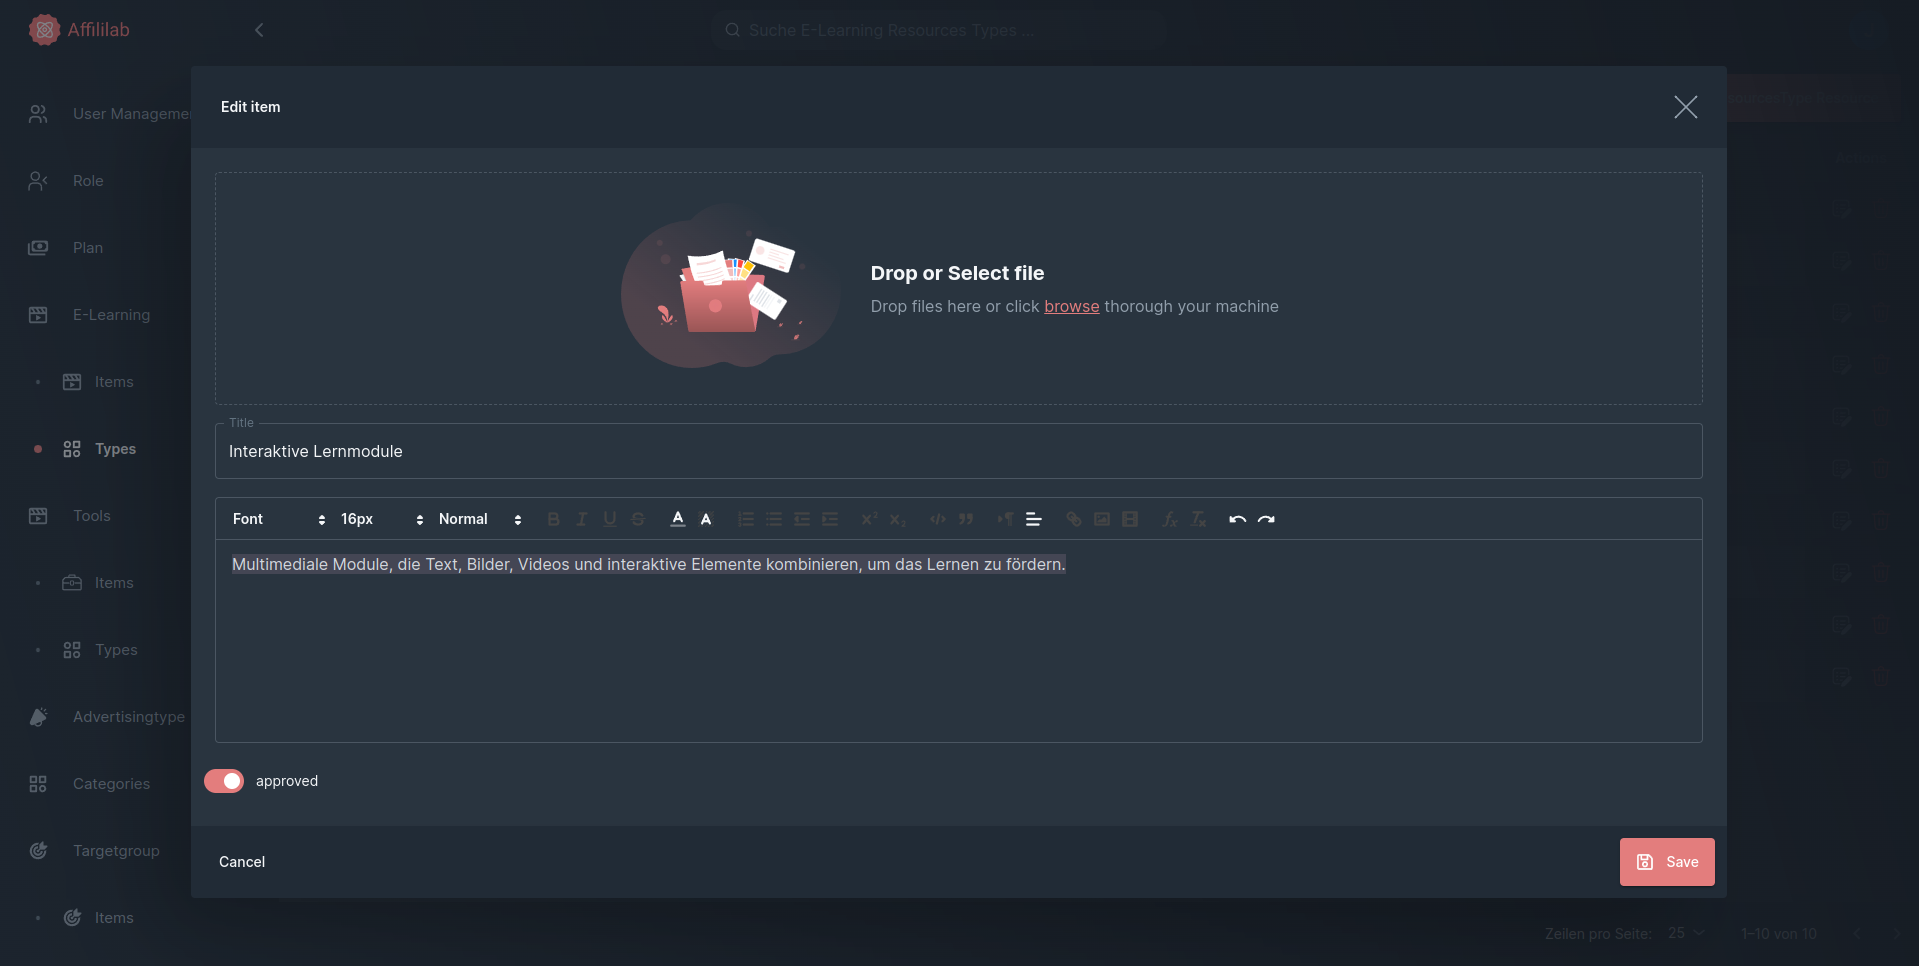 Affililab
Suche E-Learning Resources Types ...
User Manageme
Role
Plan
E-Learning
Items
Types
Tools
Items
Types
Advertisingtype
Categories
Targetgroup
Items
Edit item
Drop or Select file
Drop files here or click browse thorough your machine
Title
Interaktive Lernmodule
Font
16px
Normal
Multimediale Module, die Text, Bilder, Videos und interaktive Elemente kombinieren, um das Lernen zu fördern.
approved
Cancel
Save
Zeilen pro Seite: 25
1–10 von 10